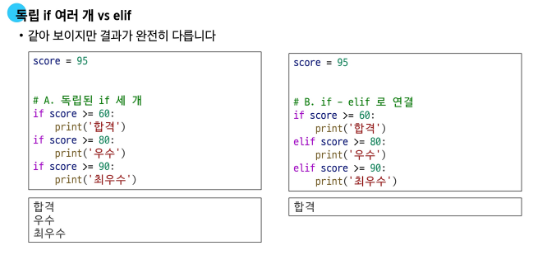 독립 if 여러 개 vs elif
• 같아 보이지만 결과가 완전히 다릅니다
score = 95
# A. 독립된 if 세 개
if score >= 60:
    print('합격')
if score >= 80:
    print('우수')
if score >= 90:
    print('최우수')
합격
우수
최우수
score = 95
# B. if - elif 로 연결
if score >= 60:
    print('합격')
elif score >= 80:
    print('우수')
elif score >= 90:
    print('최우수')
합격